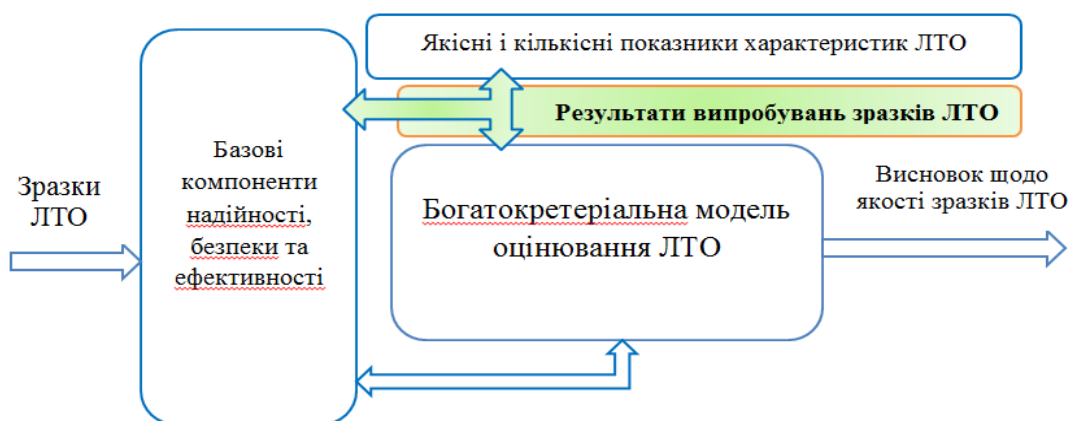 Якісні і кількісні показники характеристик ЛТО
Результати випробувань зразків ЛТО
Зразки
ЛТО
Базові
компоненти
надійності,
безпеки та
ефективності
Богатокретеріальна модель
оцінювання ЛТО
Висновок щодо
якості зразків ЛТО